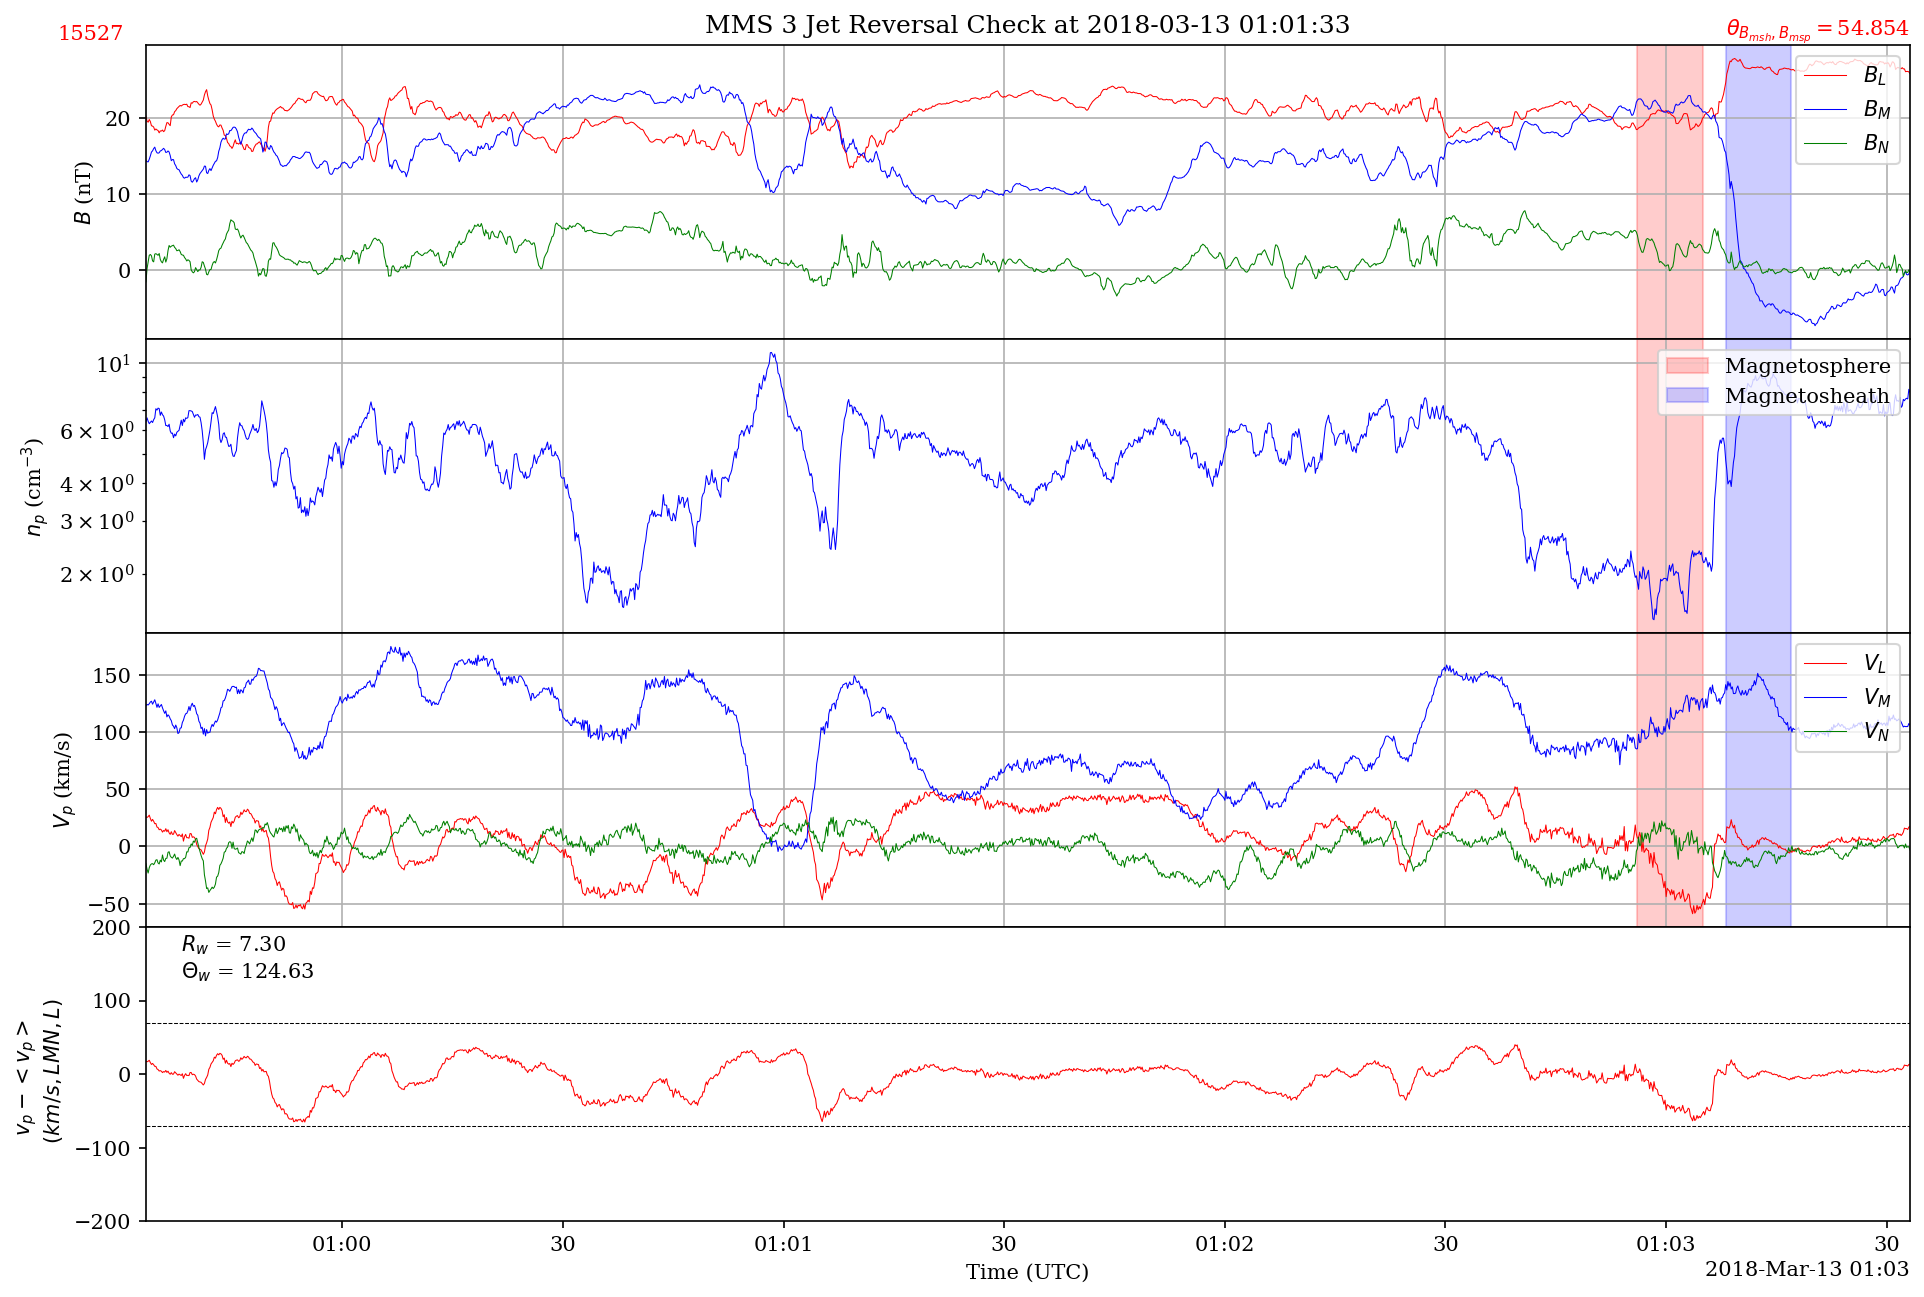 15527
MMS 3 Jet Reversal Check at 2018-03-13 01:01:33
θ_{B_{msh}, B_{msp}} = 54.854
B (nT)
20
10
0
B_L
B_M
B_N
n_p (cm^{−3})
10^1
6 × 10^0
4 × 10^0
3 × 10^0
2 × 10^0
Magnetosphere
Magnetosheath
V_p (km/s)
150
100
50
0
−50
V_L
V_M
V_N
v_p − < v_p >
(km/s, LMN, L)
200
100
0
−100
−200
R_w = 7.30
Θ_w = 124.63
01:00
30
01:01
30
01:02
30
01:03
30
Time (UTC)
2018-Mar-13 01:03